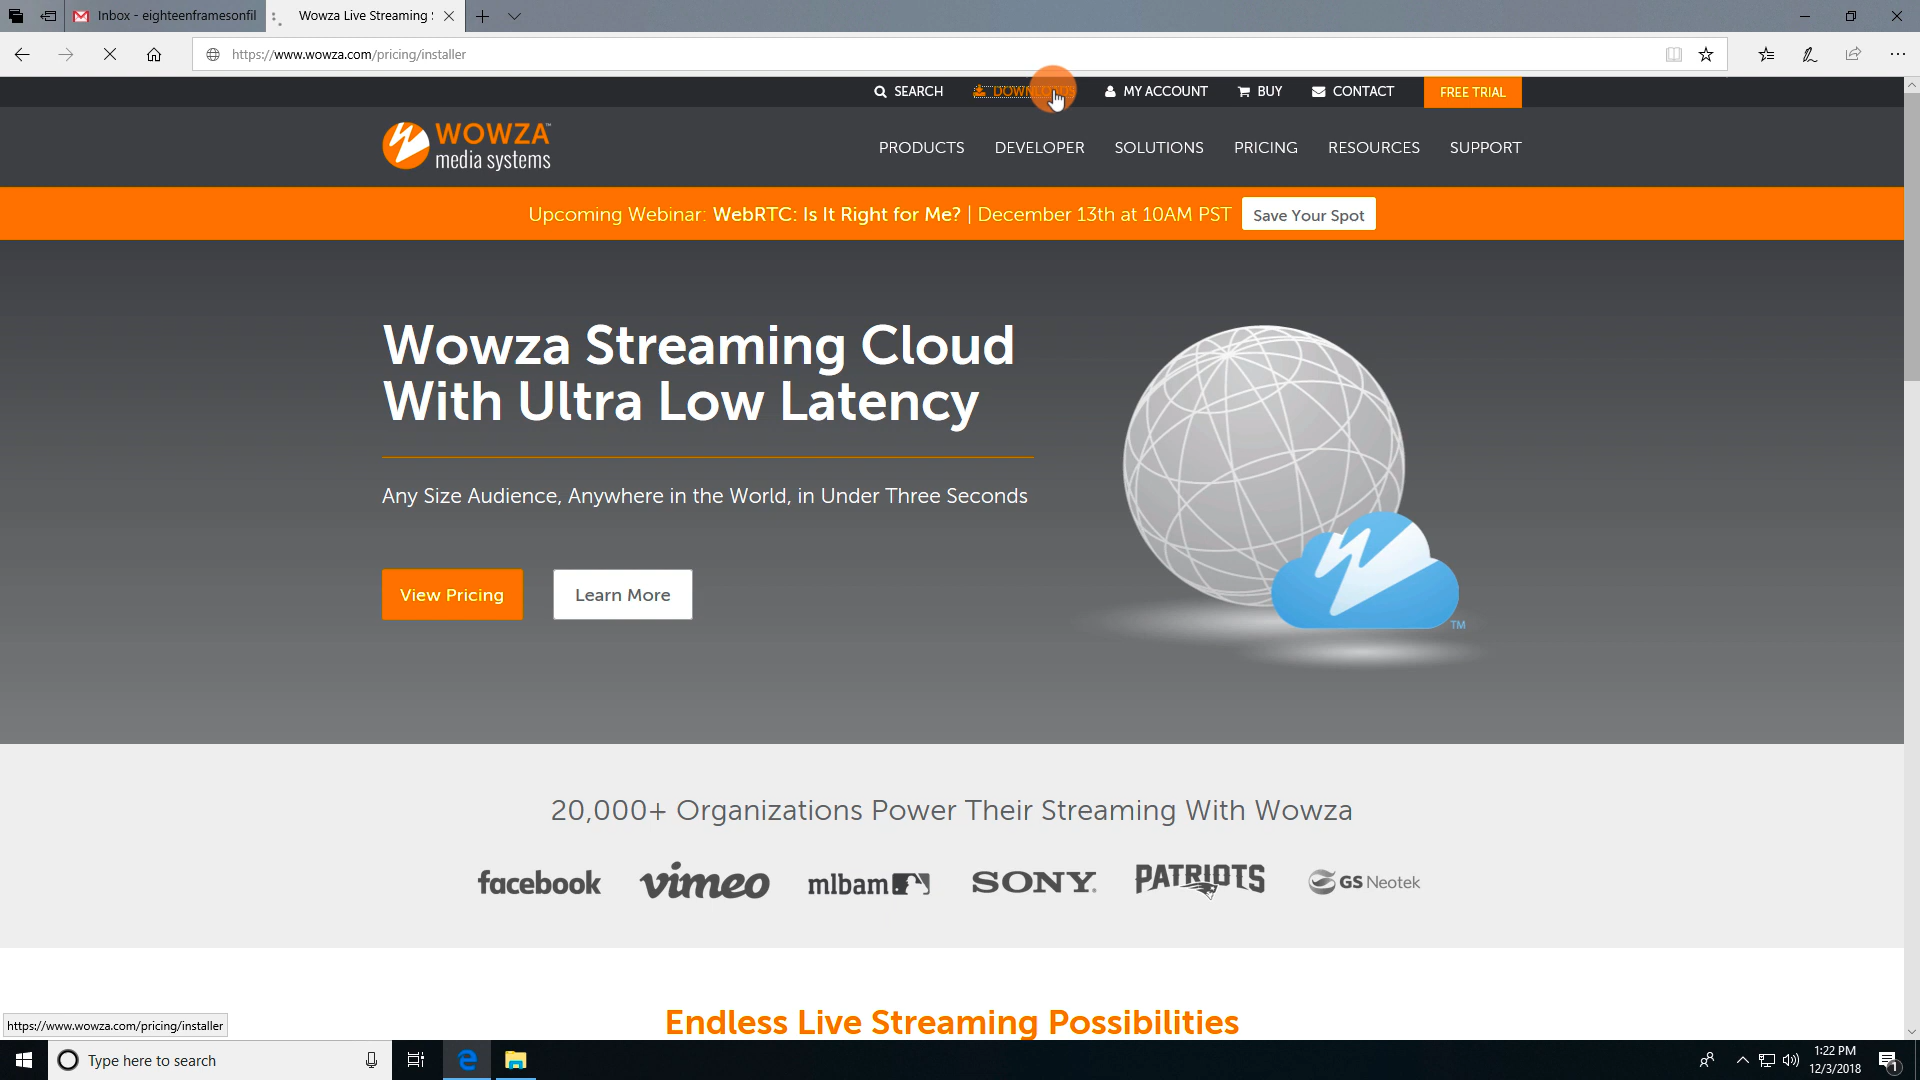 Inbox - eighteenframesonfil
Wowza Live Streaming
https://www.wowza.com/pricing/installer
SEARCH
DOWNLOADS
MY ACCOUNT
BUY
CONTACT
FREE TRIAL
WOWZA™
media systems
PRODUCTS
DEVELOPER
SOLUTIONS
PRICING
RESOURCES
SUPPORT
Upcoming Webinar: WebRTC: Is It Right for Me? | December 13th at 10AM PST
Save Your Spot
Wowza Streaming Cloud
With Ultra Low Latency
Any Size Audience, Anywhere in the World, in Under Three Seconds
View Pricing
Learn More
TM
20,000+ Organizations Power Their Streaming With Wowza
facebook
vimeo
mlbam
SONY
PATRIOTS
GS Neotek
Endless Live Streaming Possibilities
https://www.wowza.com/pricing/installer
Type here to search
1:22 PM
12/3/2018
1